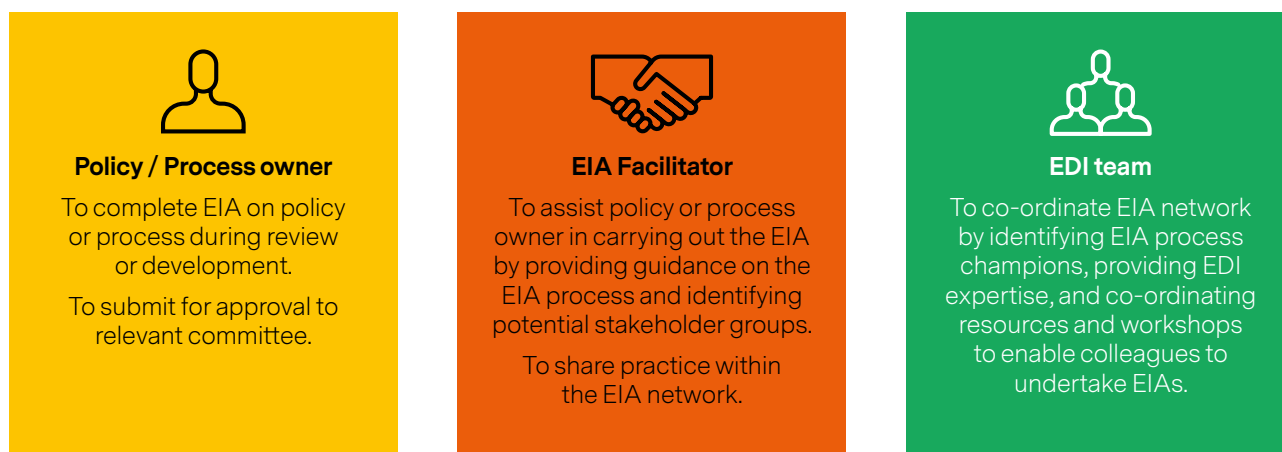 Policy / Process owner
To complete EIA on policy
or process during review
or development.
To submit for approval to
relevant committee.
EIA Facilitator
To assist policy or process
owner in carrying out the EIA
by providing guidance on the
EIA process and identifying
potential stakeholder groups.
To share practice within
the EIA network.
EDI team
To co-ordinate EIA network
by identifying EIA process
champions, providing EDI
expertise, and co-ordinating
resources and workshops
to enable colleagues to
undertake EIAs.